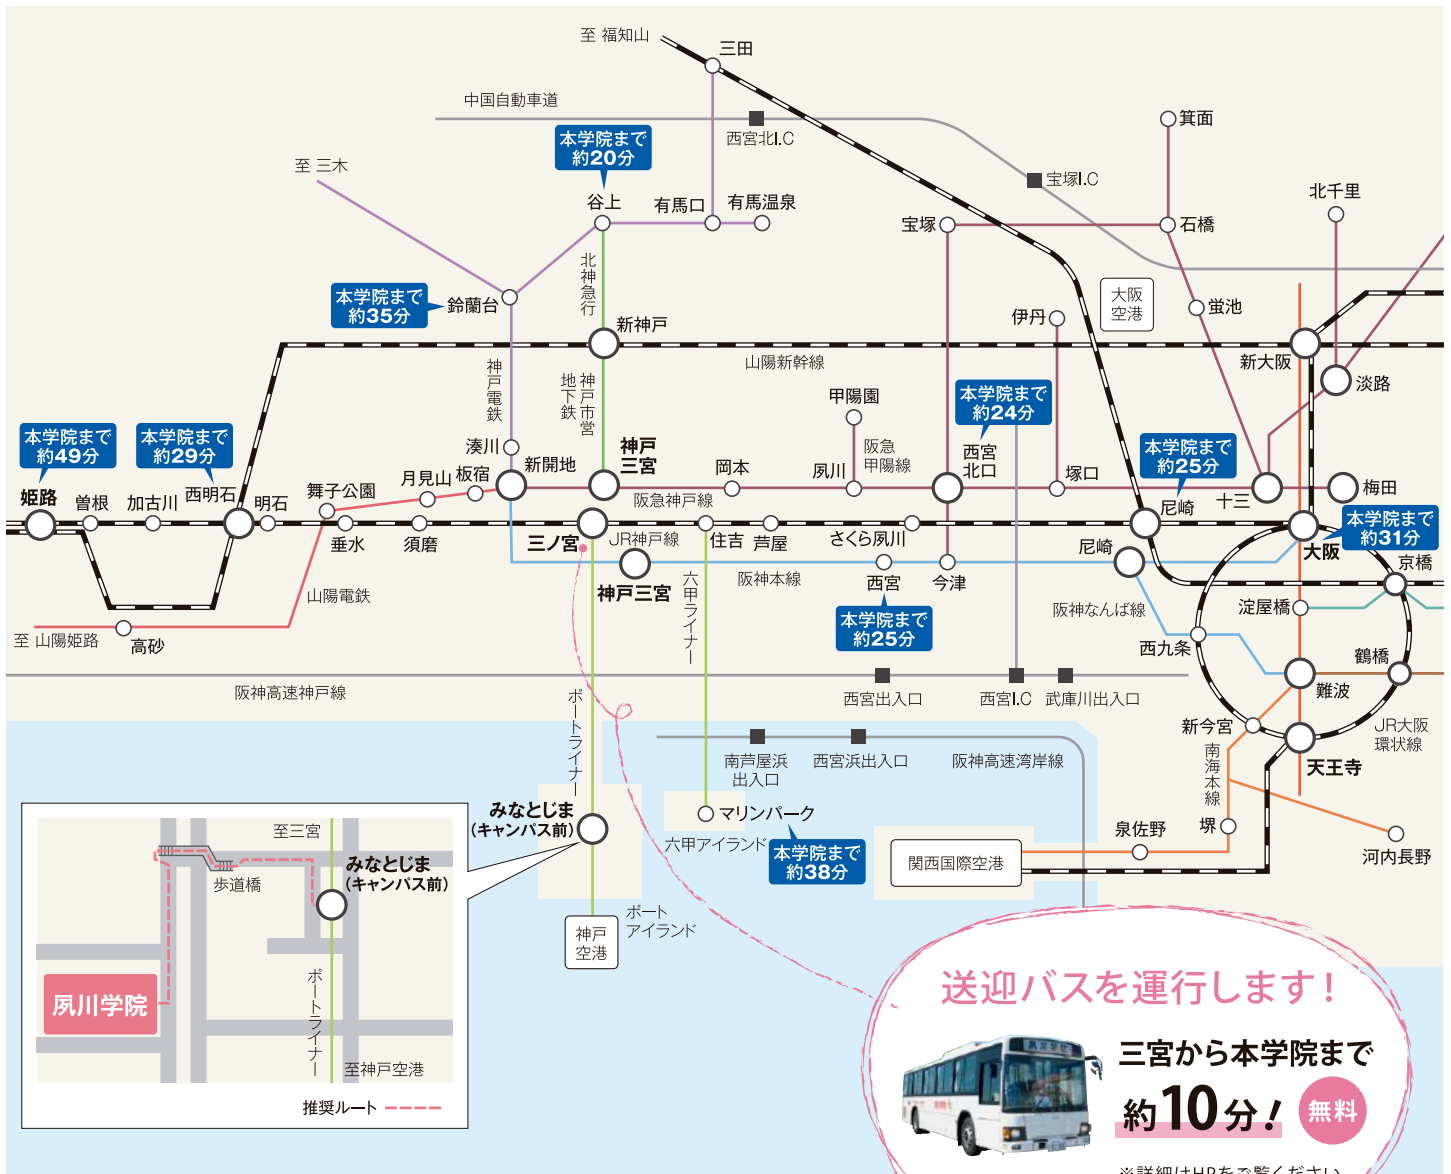 至 福知山
三田
中国自動車道
西宮北I.C
箕面
本学院まで
約20分
至 三木
宝塚I.C
谷上
有馬口
有馬温泉
北千里
宝塚
石橋
北神急行
本学院まで
約35分
鈴蘭台
大阪
空港
伊丹
蛍池
新神戸
山陽新幹線
新大阪
神戸電鉄
神戸市営
地下鉄
淡路
本学院まで
約24分
甲陽園
本学院まで
約49分
本学院まで
約29分
湊川
神戸
三宮
阪急
甲陽線
西宮
北口
本学院まで
約25分
新開地
岡本
夙川
塚口
板宿
月見山
舞子公園
姫路
曽根
加古川
西明石
明石
阪急神戸線
尼崎
十三
梅田
本学院まで
約31分
垂水
須磨
三ノ宮
JR神戸線
住吉
芦屋
さくら夙川
尼崎
大阪
京橋
神戸三宮
阪神本線
西宮
今津
山陽電鉄
六甲ライナー
本学院まで
約25分
阪神なんば線
淀屋橋
至 山陽姫路
高砂
西九条
鶴橋
阪神高速神戸線
ポートライナー
西宮出入口
西宮I.C
武庫川出入口
難波
新今宮
JR大阪
環状線
南芦屋浜
出入口
西宮浜出入口
阪神高速湾岸線
南海本線
天王寺
みなとじま
(キャンパス前)
マリンパーク
六甲アイランド
本学院まで
約38分
泉佐野
堺
河内長野
関西国際空港
至三宮
みなとじま
(キャンパス前)
歩道橋
ポート
アイランド
神戸
空港
夙川学院
ポートライナー
至神戸空港
推奨ルート
送迎バスを運行します!
三宮から本学院まで
約10分!
無料
※詳細はHPをご覧ください